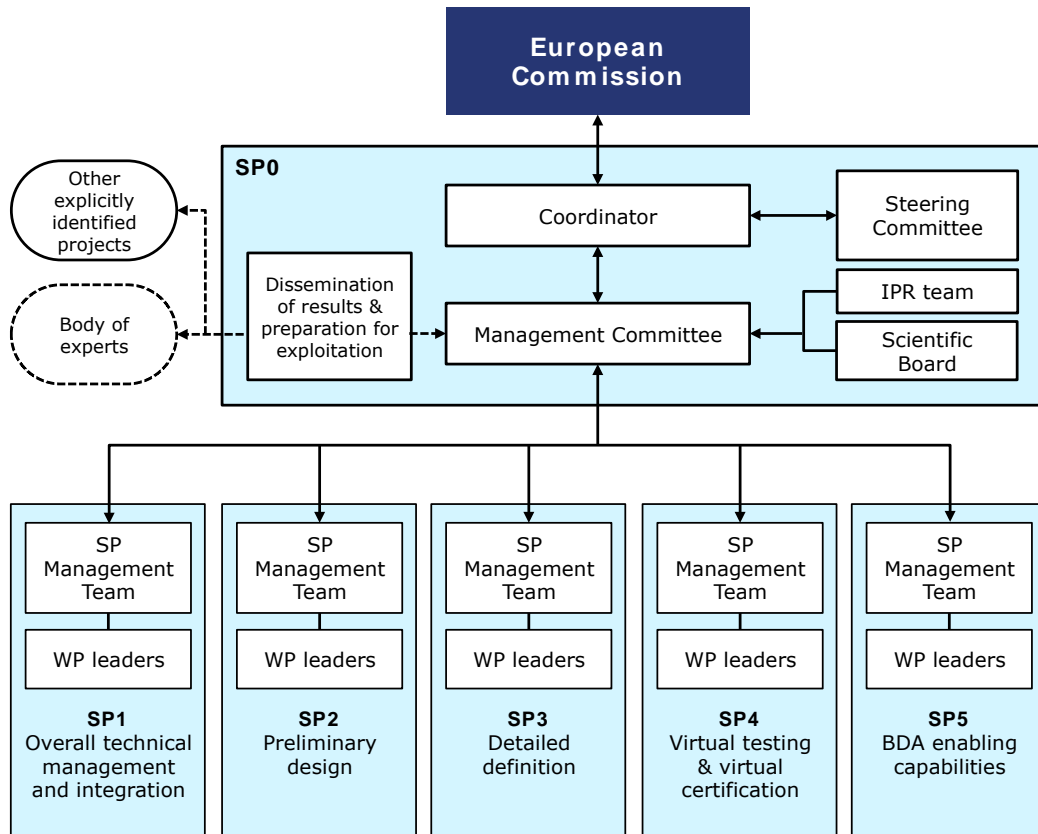 European
Commission
SP0
Other
explicitly
identified
projects
Coordinator
Steering
Committee
Dissemination
of results &
preparation for
exploitation
Body of
experts
Management Committee
IPR team
Scientific
Board
SP
Management
Team
WP leaders
SP1
Overall technical
management
and integration
SP
Management
Team
WP leaders
SP2
Preliminary
design
SP
Management
Team
WP leaders
SP3
Detailed
definition
SP
Management
Team
WP leaders
SP4
Virtual testing
& virtual
certification
SP
Management
Team
WP leaders
SP5
BDA enabling
capabilities